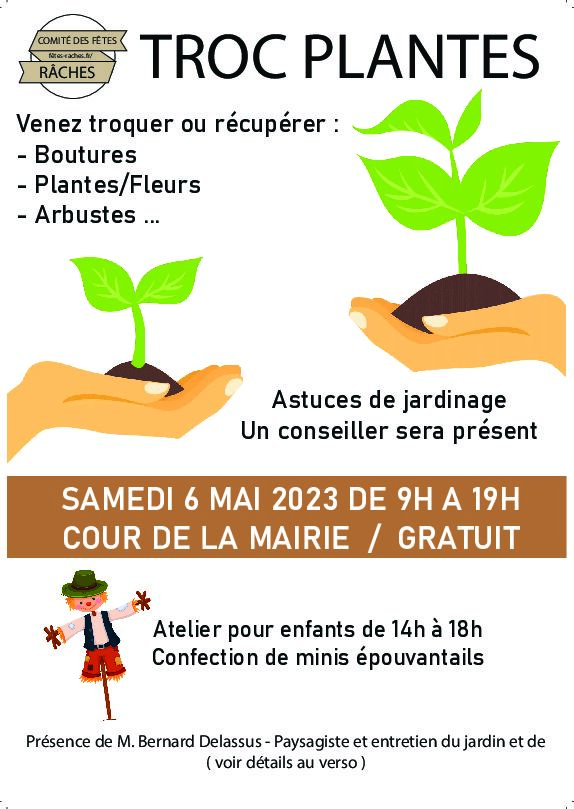 COMITÉ DES FÊTES
fêtes-raches.fr/
RÂCHES
TROC PLANTES
Venez troquer ou récupérer :
- Boutures
- Plantes/Fleurs
- Arbustes ...
Astuces de jardinage
Un conseiller sera présent
SAMEDI 6 MAI 2023 DE 9H A 19H
COUR DE LA MAIRIE / GRATUIT
Atelier pour enfants de 14h à 18h
Confection de minis épouvantails
Présence de M. Bernard Delassus - Paysagiste et entretien du jardin et de
( voir détails au verso )